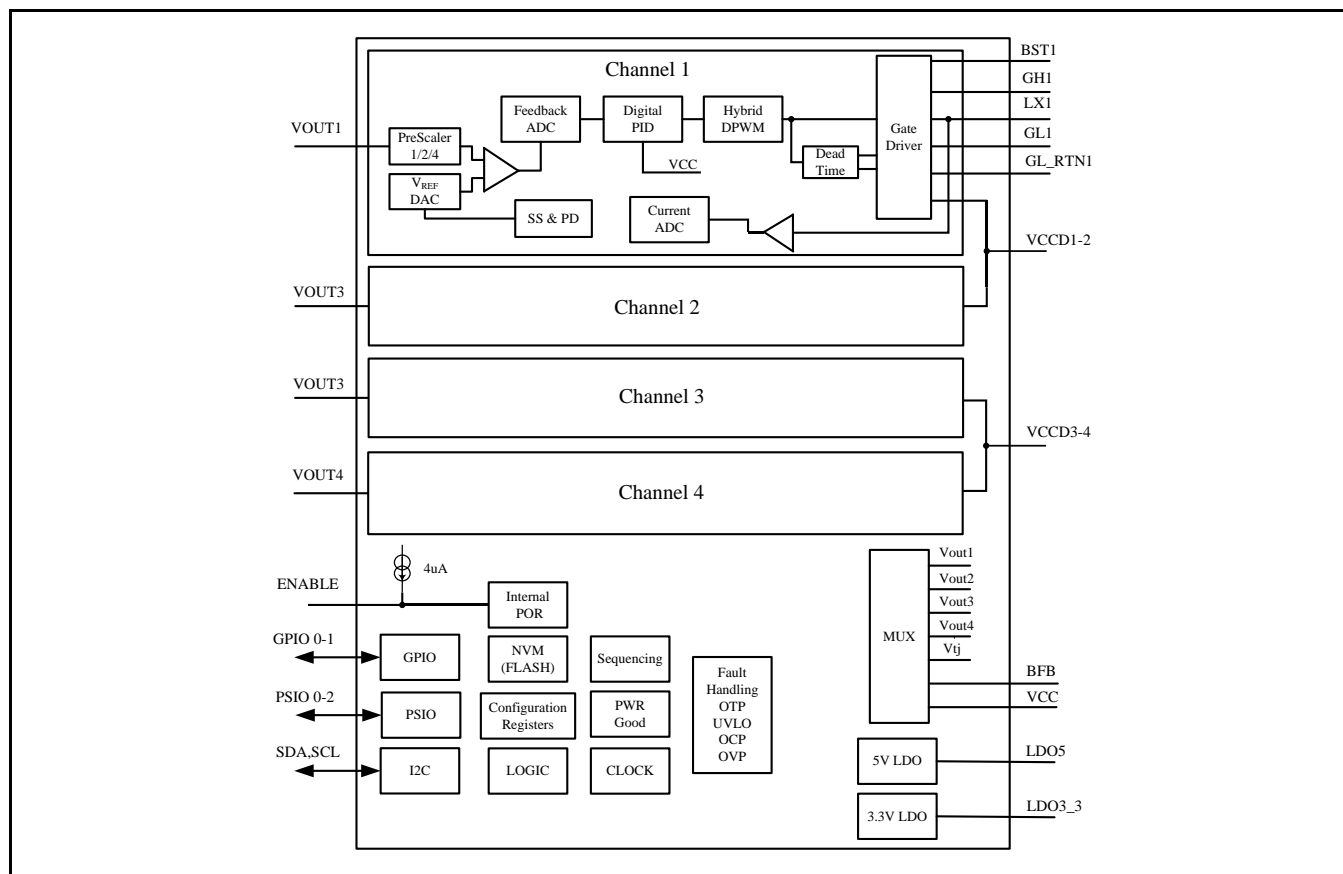 Channel 1
VOUT1
PreScaler
1/2/4
Feedback
ADC
Digital
PID
Hybrid
DPWM
VCC
Dead
Time
Gate
Driver
VREF
DAC
SS & PD
Current
ADC
BST1
GH1
LX1
GL1
GL_RTN1
VCCD1-2
VOUT3
Channel 2
VOUT3
Channel 3
VCCD3-4
VOUT4
Channel 4
4uA
ENABLE
Internal
POR
GPIO 0-1
GPIO
NVM
(FLASH)
Sequencing
PSIO 0-2
PSIO
Configuration
Registers
PWR
Good
SDA,SCL
I2C
LOGIC
CLOCK
Fault
Handling
OTP
UVLO
OCP
OVP
MUX
Vout1
Vout2
Vout3
Vout4
Vtj
BFB
VCC
5V LDO
LDO5
3.3V LDO
LDO3_3